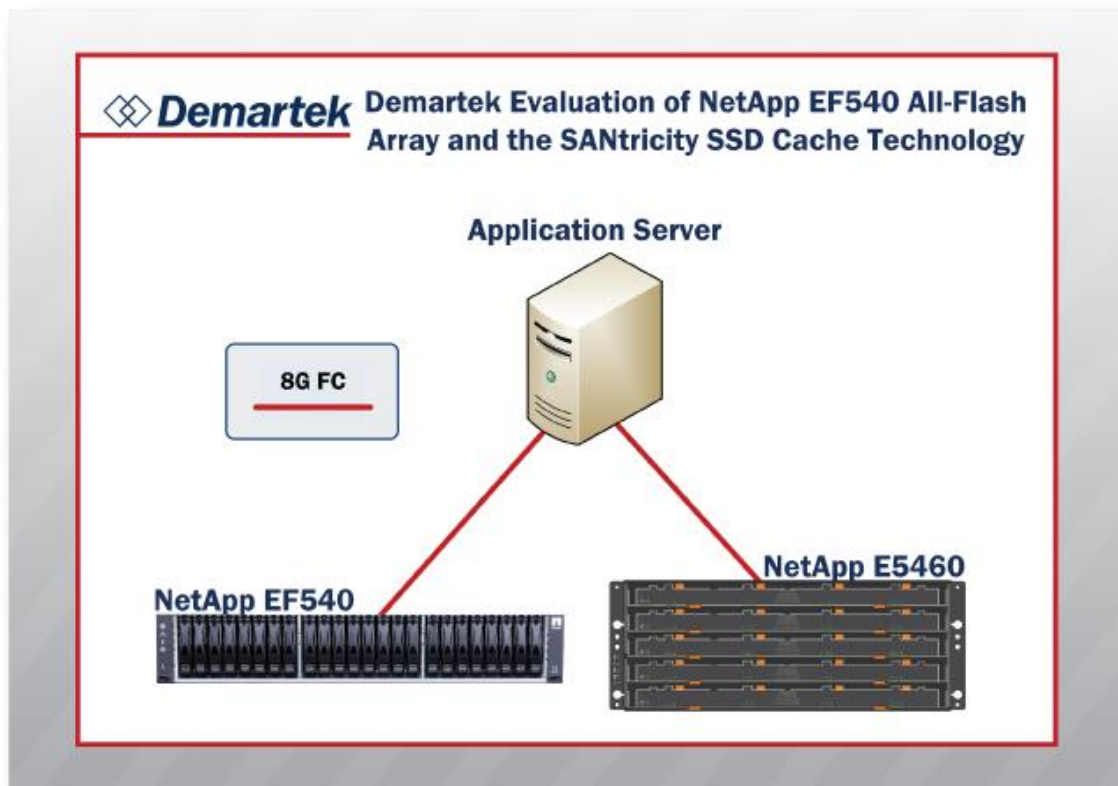 Demartek
Demartek Evaluation of NetApp EF540 All-Flash
Array and the SANtricity SSD Cache Technology
Application Server
8G FC
NetApp EF540
NetApp E5460